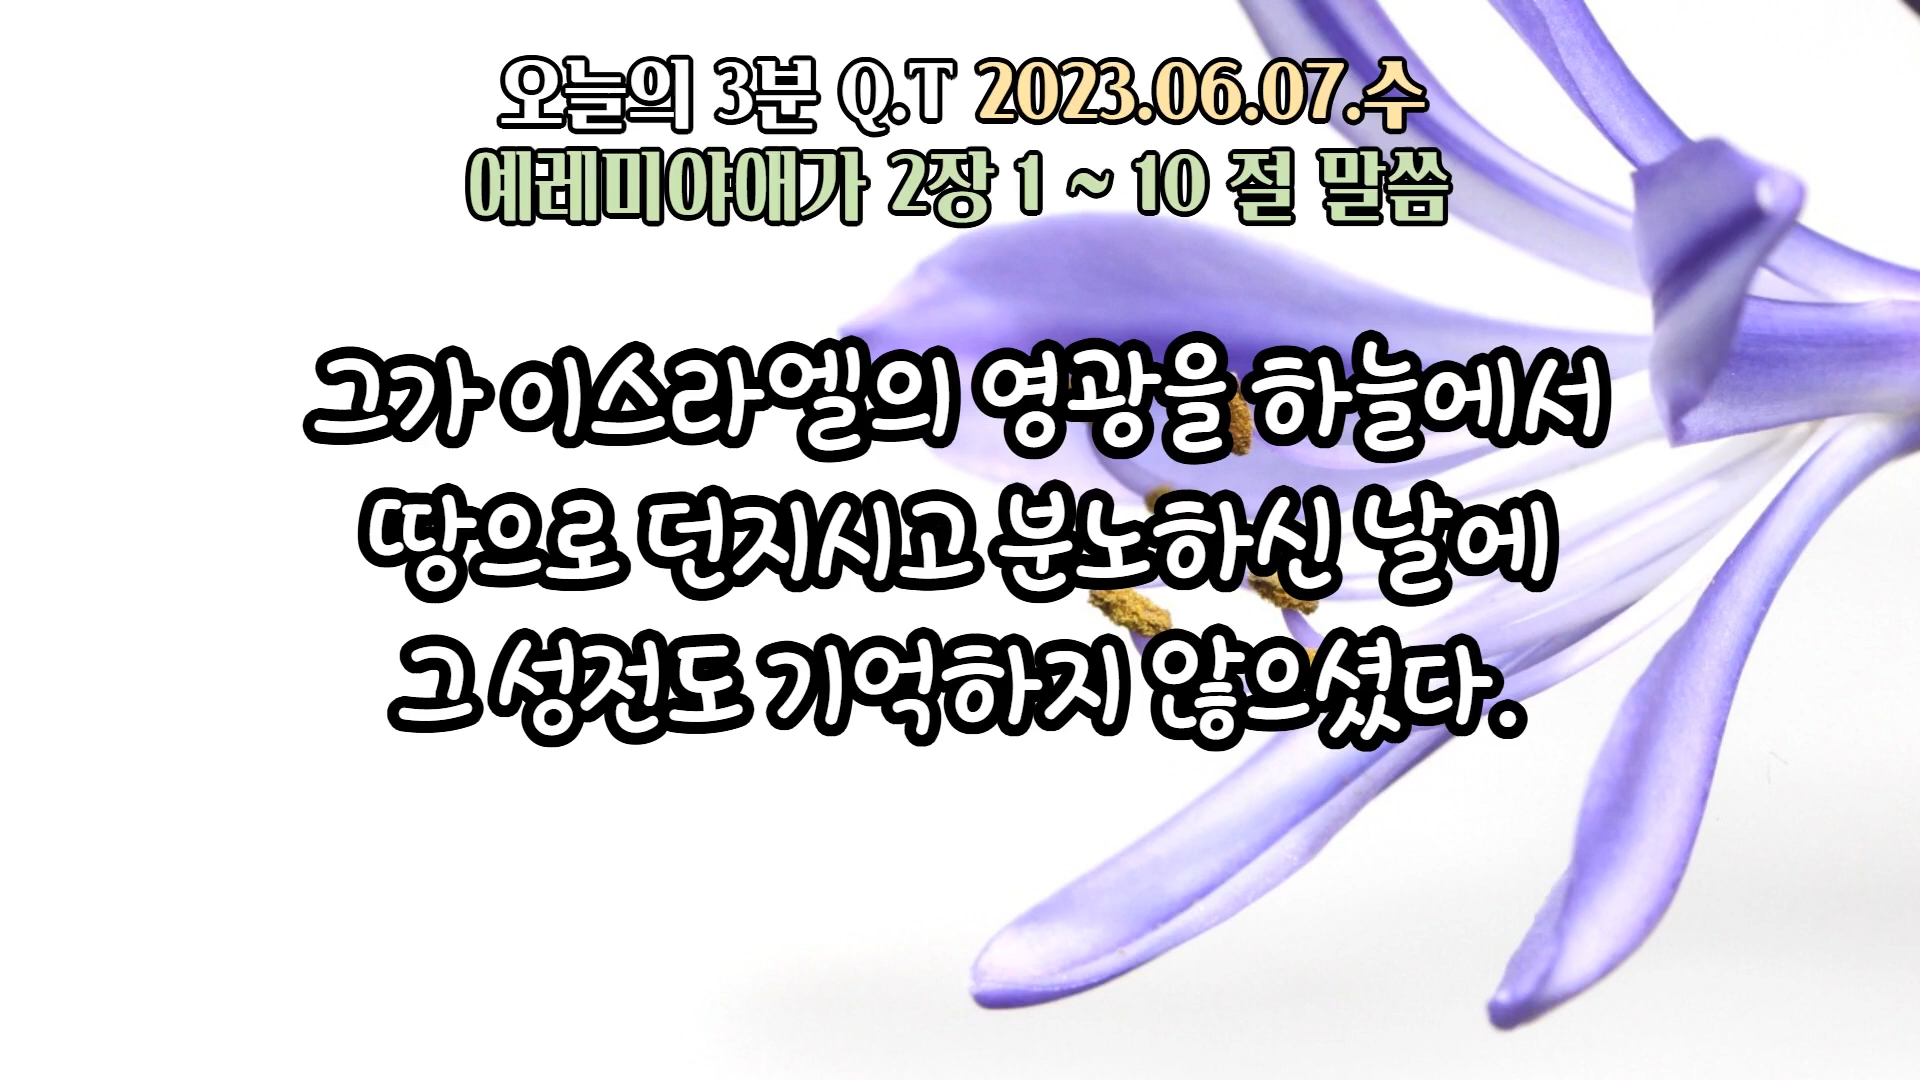 오늘의 3분 Q.T 2023.06.07.수
예레미야애가 2장 1 ~ 10 절 말씀
그가 이스라엘의 영광을 하늘에서
땅으로 던지시고 분노하신 날에
그 성전도 기억하지 않으셨다.